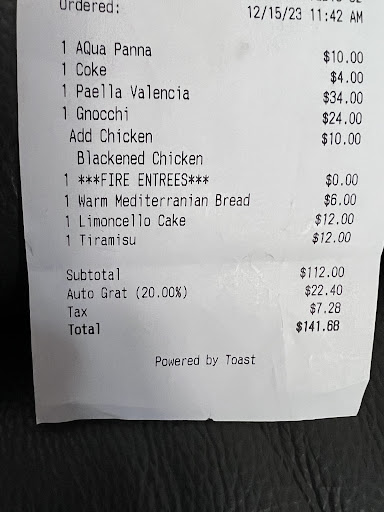 Ordered: 12/15/23 11:42 AM
1 AQua Panna $10.00
1 Coke $4.00
1 Paella Valencia $34.00
1 Gnocchi $24.00
Add Chicken $10.00
Blackened Chicken
1 ***FIRE ENTREES*** $0.00
1 Warm Mediterranian Bread $6.00
1 Limoncello Cake $12.00
1 Tiramisu $12.00
Subtotal $112.00
Auto Grat (20.00%) $22.40
Tax $7.28
Total $141.68
Powered by Toast